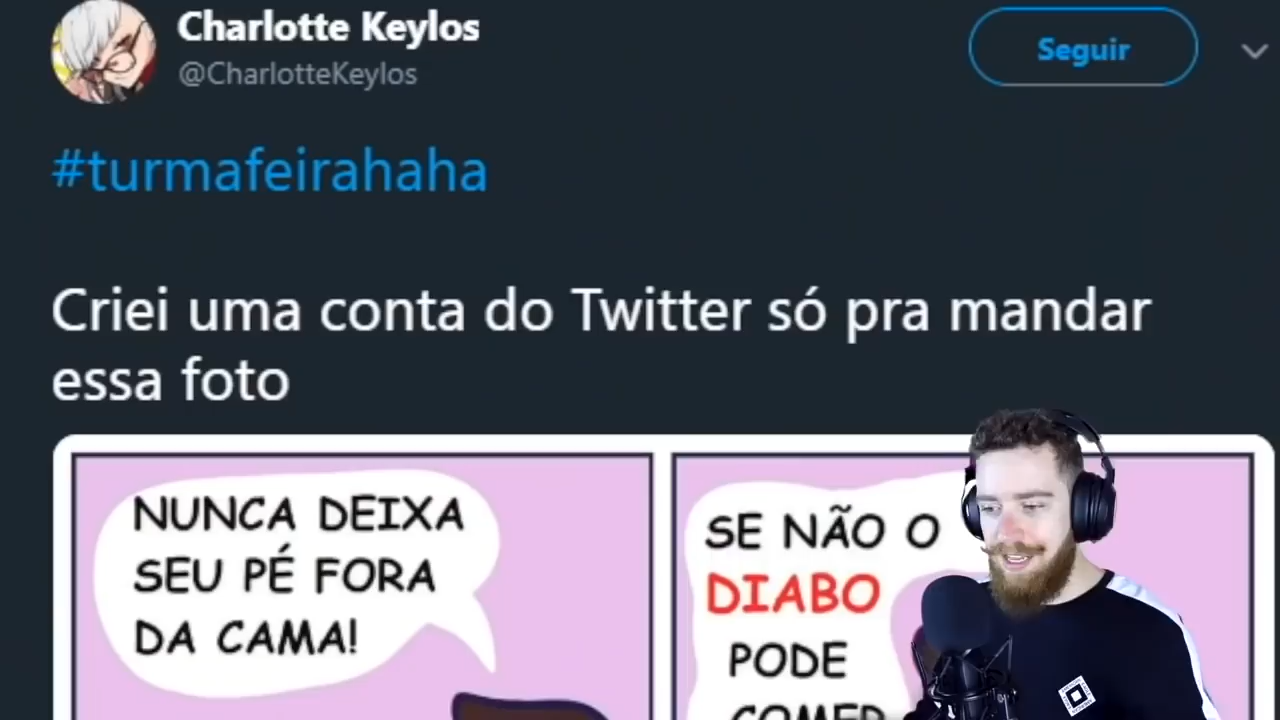 Charlotte Keylos
@CharlotteKeylos
Seguir
#turmafeirahaha
Criei uma conta do Twitter só pra mandar
essa foto
NUNCA DEIXA
SEU PÉ FORA
DA CAMA!
SE NÃO O
DIABO
PODE
COMER